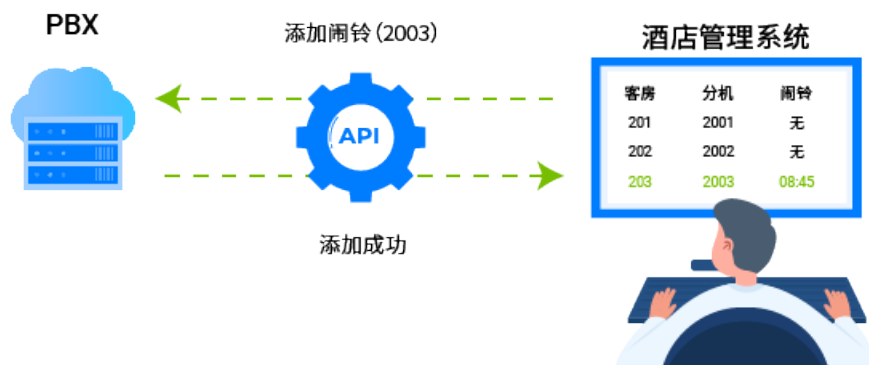 PBX
添加闹铃(2003)
酒店管理系统
客房 分机 闹铃
201 2001 无
202 2002 无
203 2003 08:45
API
添加成功